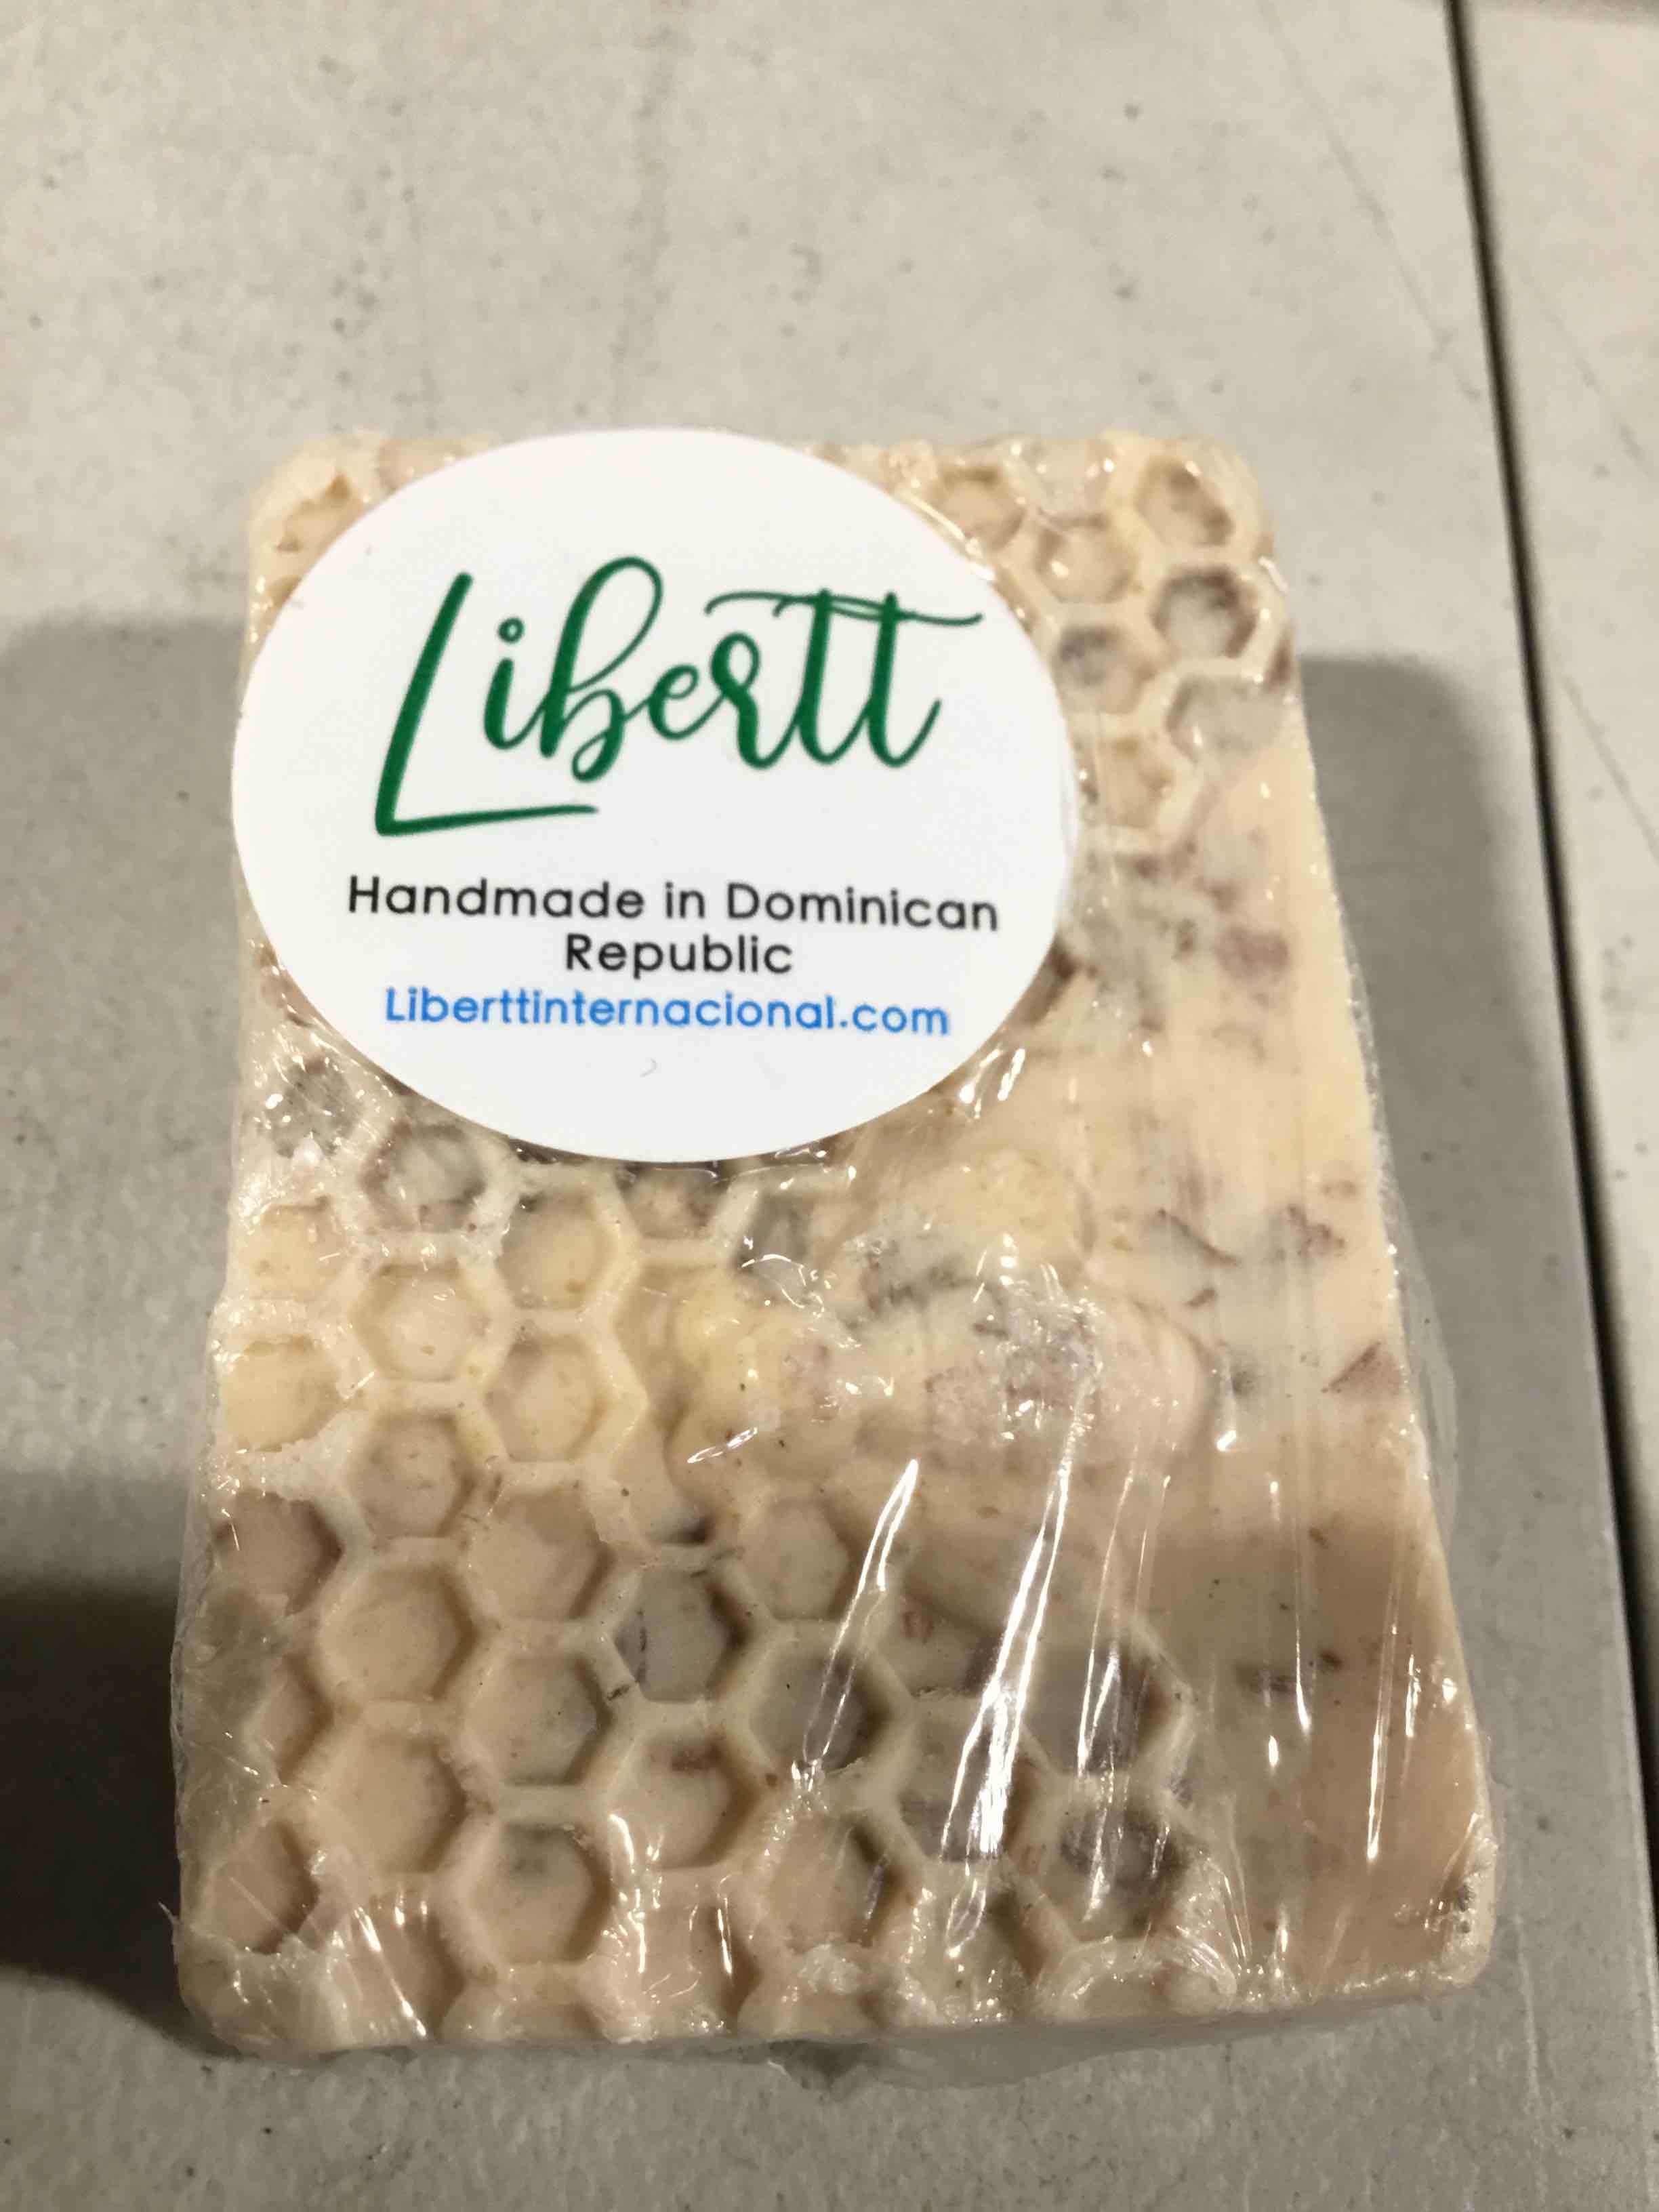 Libertt
Handmade in Dominican
Republic
Liberttinternacional.com